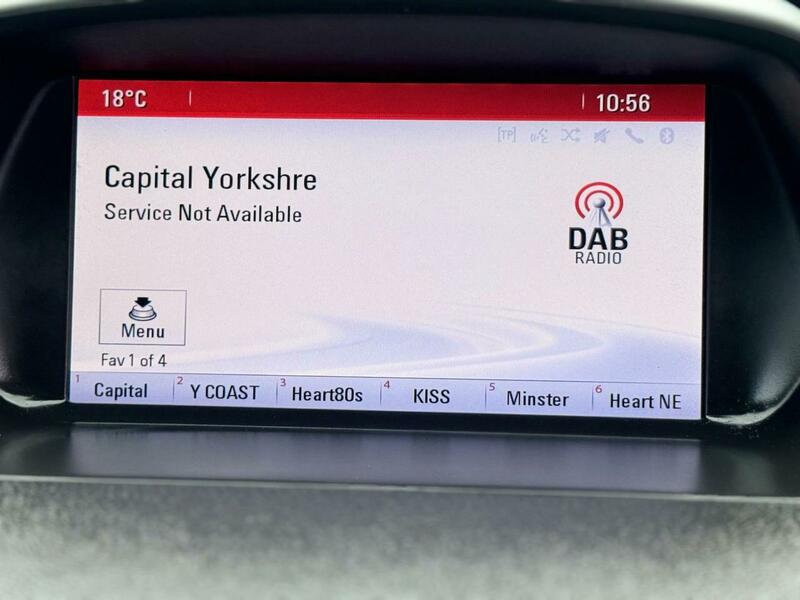 18°C
10:56
[TP]
Capital Yorkshre
Service Not Available
DAB
RADIO
Menu
Fav 1 of 4
1 Capital 2 Y COAST 3 Heart80s 4 KISS 5 Minster 6 Heart NE